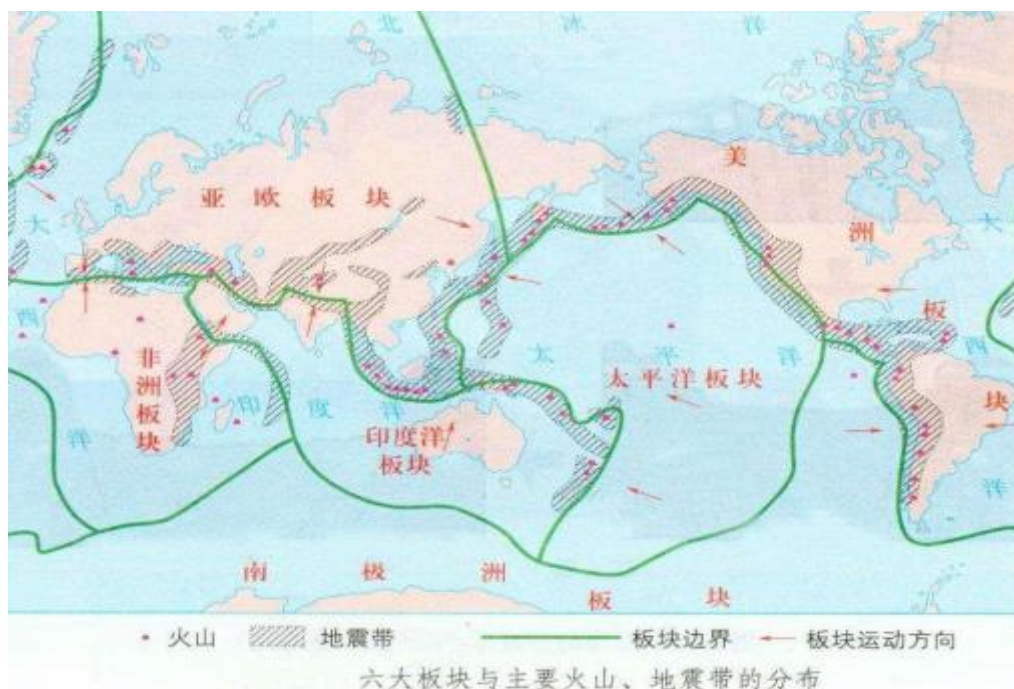 北 冰 洋
美
亚欧板块
大
大
洲
板
西
西
太 平 洋
非洲板块
太平洋板块
块
印 度 洋
印度洋
板块
洋
洋
南 极 洲
板 块
火山 地震带 板块边界 板块运动方向
六大板块与主要火山、地震带的分布